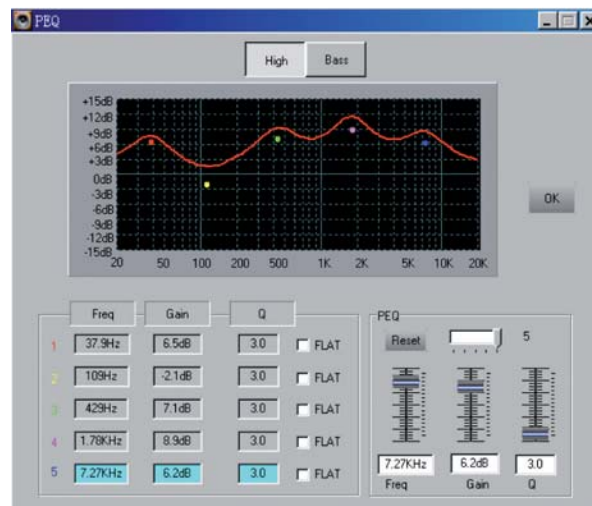 PEQ
High Bass
+15dB
+12dB
+9dB
+6dB
+3dB
0dB
-3dB
-6dB
-9dB
-12dB
-15dB
20 50 100 200 500 1K 2K 5K 10K 20K
OK
Freq Gain Q
1 37.9Hz 6.5dB 3.0 FLAT
2 109Hz -2.1dB 3.0 FLAT
3 429Hz 7.1dB 3.0 FLAT
4 1.78KHz 8.9dB 3.0 FLAT
5 7.27KHz 6.2dB 3.0 FLAT
PEQ
Reset 5
7.27KHz 6.2dB 3.0
Freq Gain Q